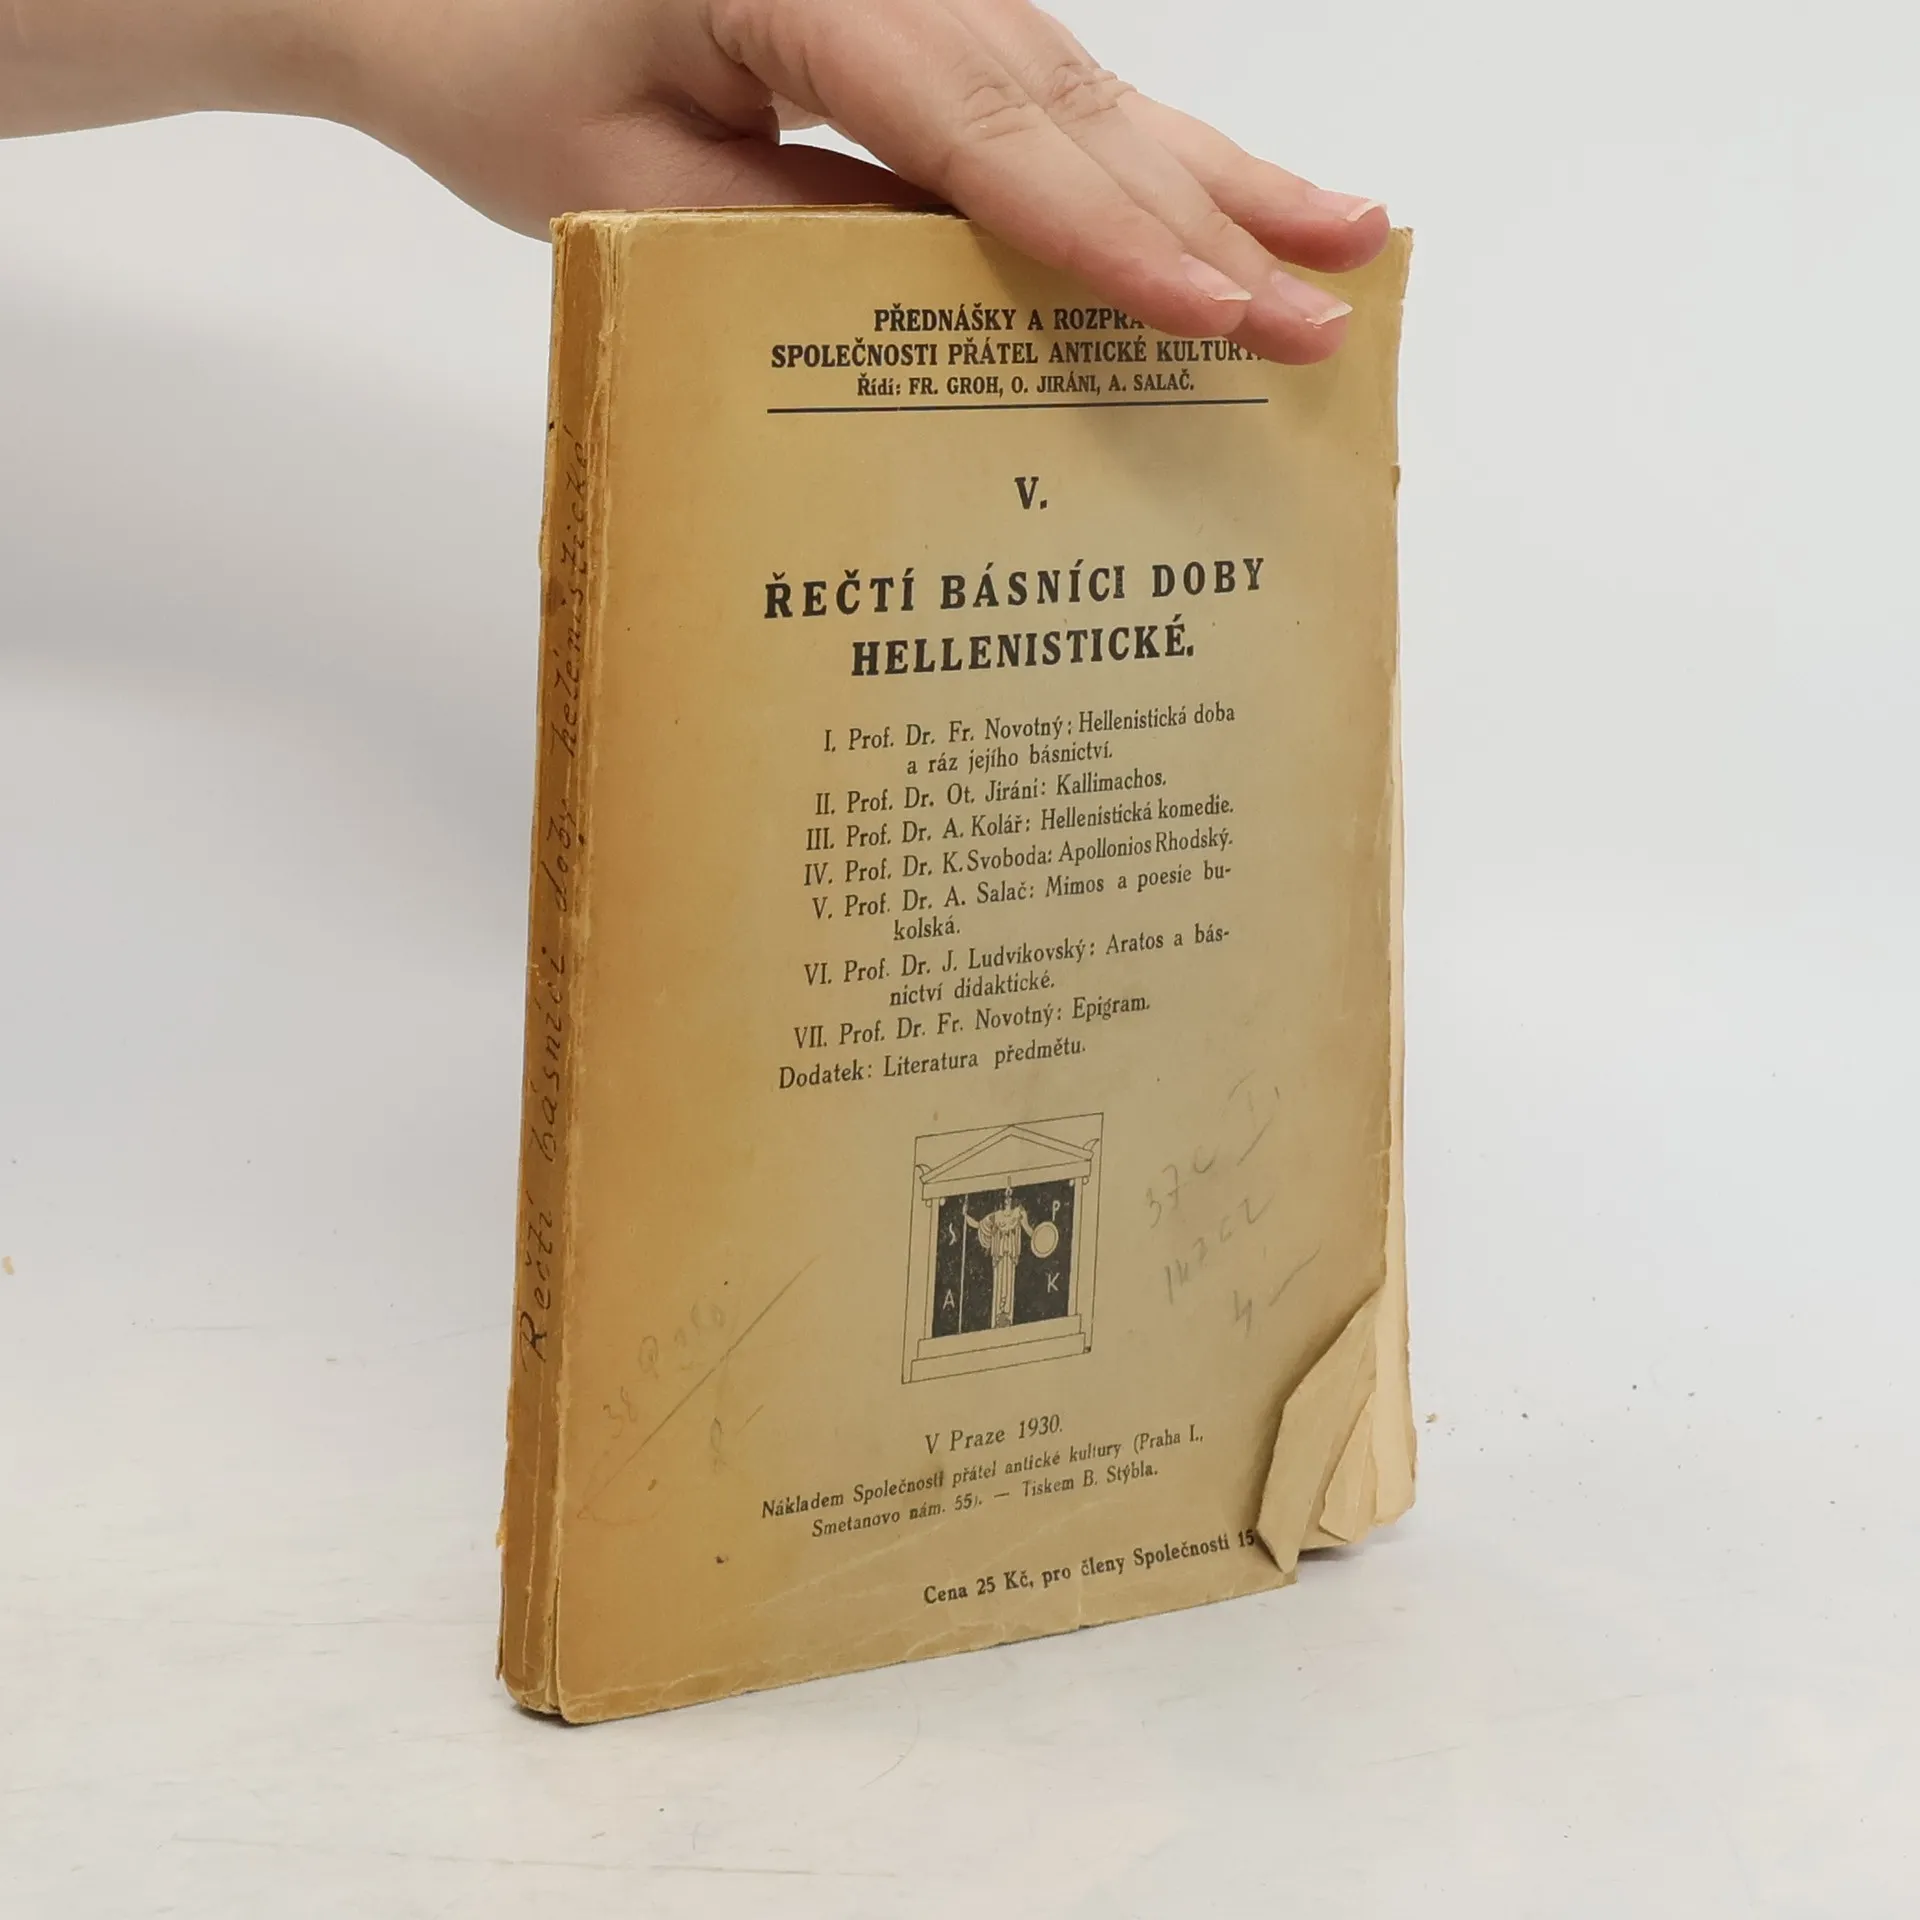 PŘEDNÁŠKY A
SPOLEČNOSTI PŘÁTEL ANTICKÉ KULTURY.
Řídí: FR. GROH, O. JIRÁNI, A. SALAČ.
V.
ŘEČTÍ BÁSNÍCI DOBY
HELLENISTICKÉ.
I. Prof. Dr. Fr. Novotný: Hellenistická doba
a ráz jejího básnictví.
II. Prof. Dr. Ot. Jiráni: Kallimachos.
III. Prof. Dr. A. Kolář: Hellenistická komedie.
IV. Prof. Dr. K. Svoboda: Apollonios Rhodský.
V. Prof. Dr. A. Salač: Mimos a poesie bu-
kolská.
VI. Prof. Dr. J. Ludvíkovský: Aratos a bás-
nictví didaktické.
VII. Prof. Dr. Fr. Novotný: Epigram.
Dodatek: Literatura předmětu.
S P
A K
V Praze 1930.
Nákladem Společnosti přátel antické kultury (Praha I.,
Smetanovo nám. 55). — Tiskem B. Stýbla.
Cena 25 Kč, pro členy Společnosti 15
Řečtí básníci doby helénistické